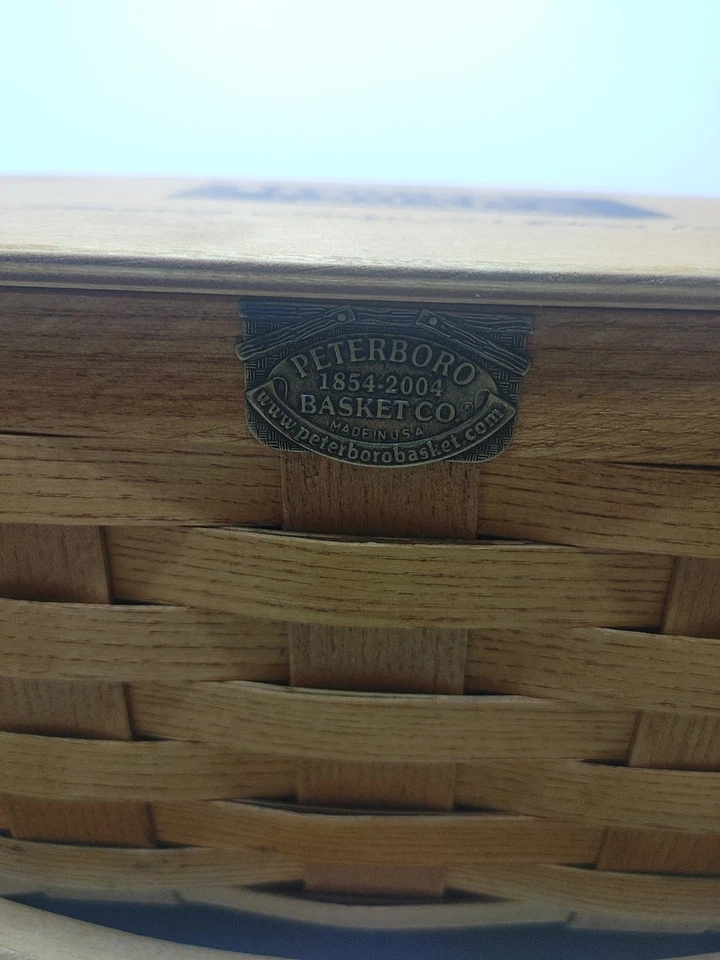 PETERBORO
1854-2004
BASKET CO.®
MADE IN USA
www.peterborobasket.com